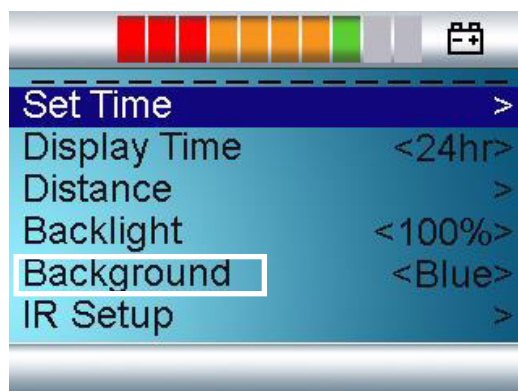 Set Time >
Display Time <24hr>
Distance >
Backlight <100%>
Background <Blue>
IR Setup >